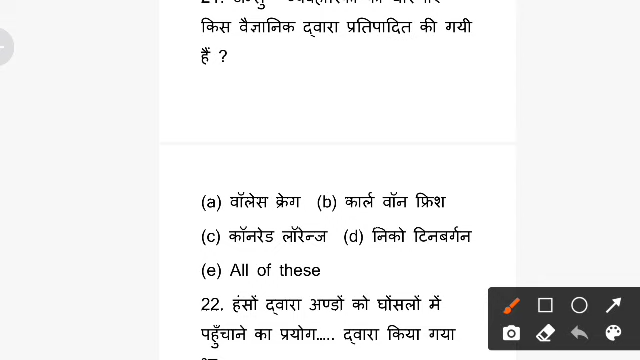 किस वैज्ञानिक द्वारा प्रतिपादित की गयी
हैं ?
(a) वॉलेस क्रेग (b) कार्ल वॉन फ्रिश
(c) कॉनरेड लॉरेन्ज (d) निको टिनबर्गन
(e) All of these
22. हंसों द्वारा अण्डों को घोंसलों में
पहुँचाने का प्रयोग..... द्वारा किया गया